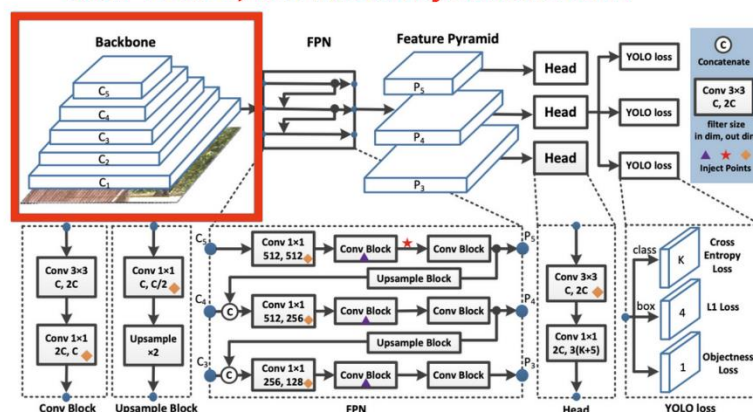 Backbone
FPN
Feature Pyramid
C5
C4
C3
C2
C1
P5
P4
P3
Head
Head
Head
YOLO loss
YOLO loss
YOLO loss
C
Concatenate
Conv 3×3
C, 2C
filter size
in dim, out dim
Inject Points
Conv 3×3
C, 2C
Conv 1×1
2C, C
Conv Block
Conv 1×1
C, C/2
Upsample
×2
Upsample Block
C5
Conv 1×1
512, 512
Conv Block
Conv Block
P5
Upsample Block
C4
C
Conv 1×1
512, 256
Conv Block
Conv Block
P4
Upsample Block
C3
C
Conv 1×1
256, 128
Conv Block
Conv Block
P3
FPN
Conv 3×3
C, 2C
Conv 1×1
2C, 3(K+5)
Head
class
K
Cross
Entropy
Loss
box
4
L1 Loss
1
Objectness
Loss
YOLO loss